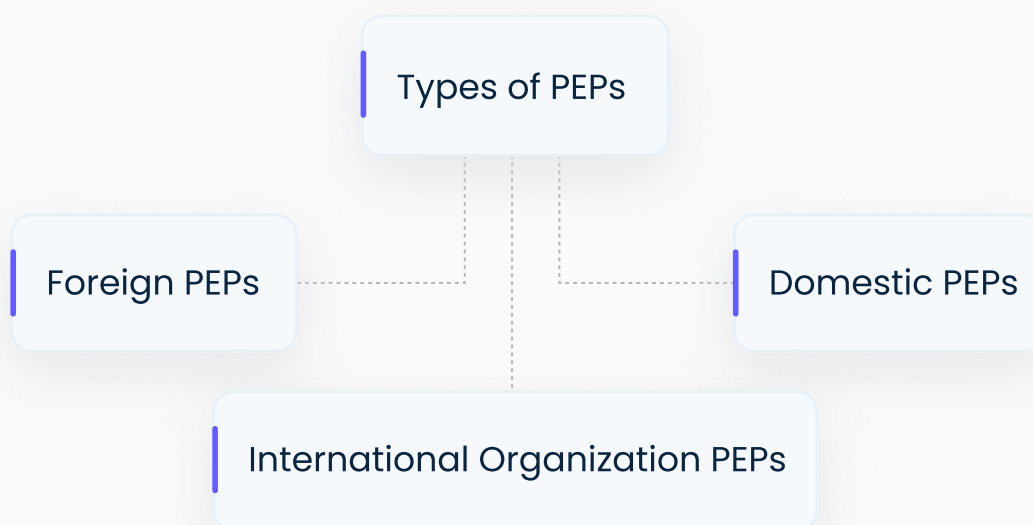 Types of PEPs
Foreign PEPs
Domestic PEPs
International Organization PEPs